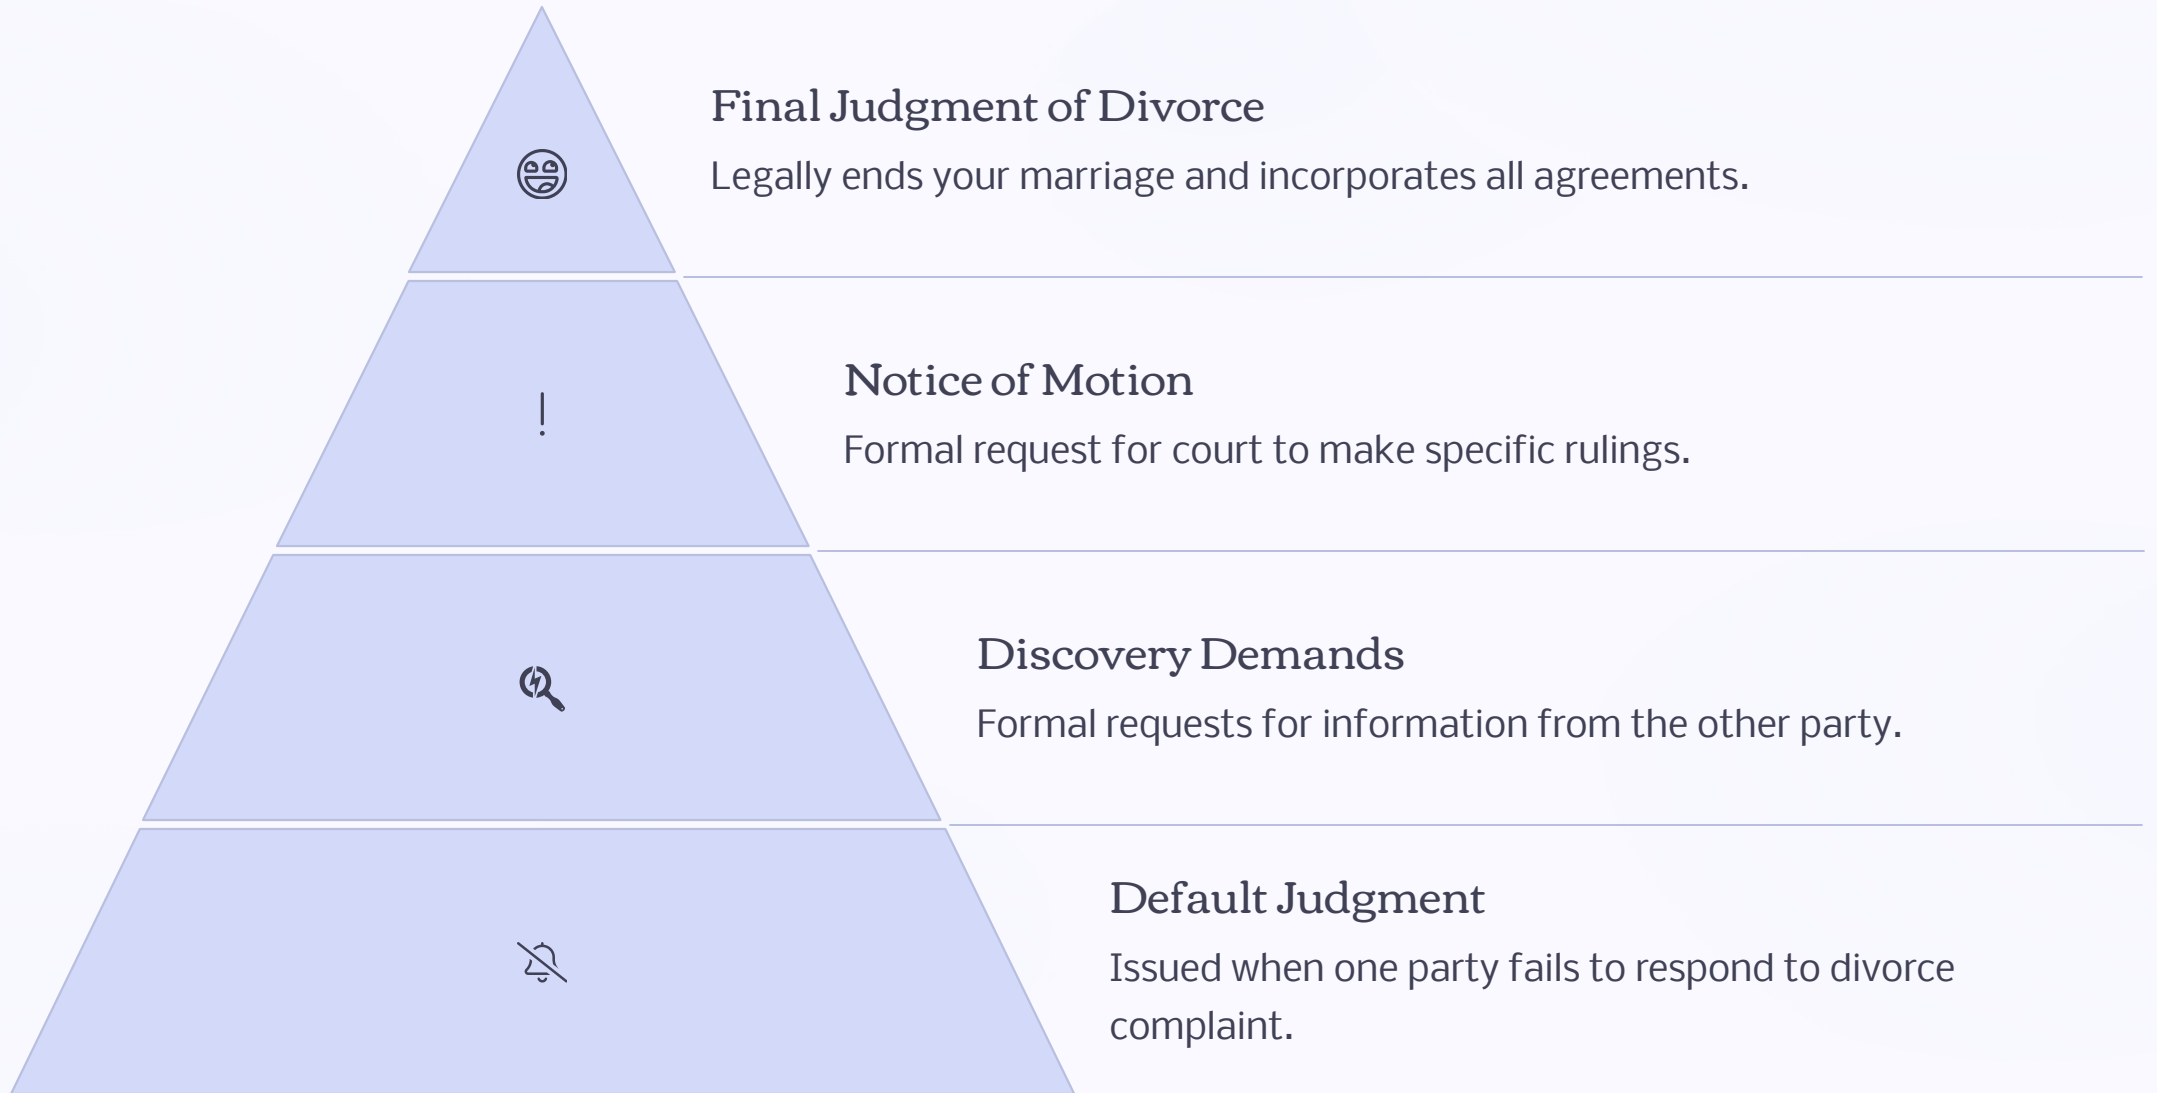 Final Judgment of Divorce
Legally ends your marriage and incorporates all agreements.
Notice of Motion
Formal request for court to make specific rulings.
Discovery Demands
Formal requests for information from the other party.
Default Judgment
Issued when one party fails to respond to divorce
complaint.